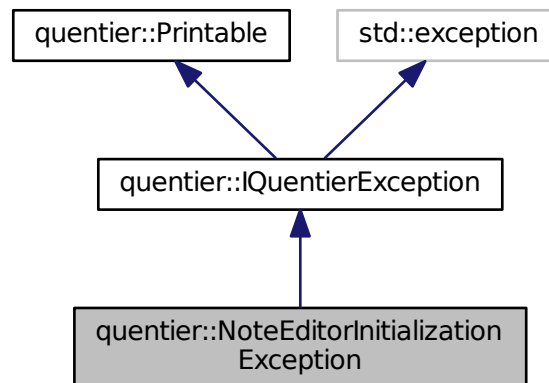 quentier::Printable
std::exception
quentier::IQuentierException
quentier::NoteEditorInitialization
Exception